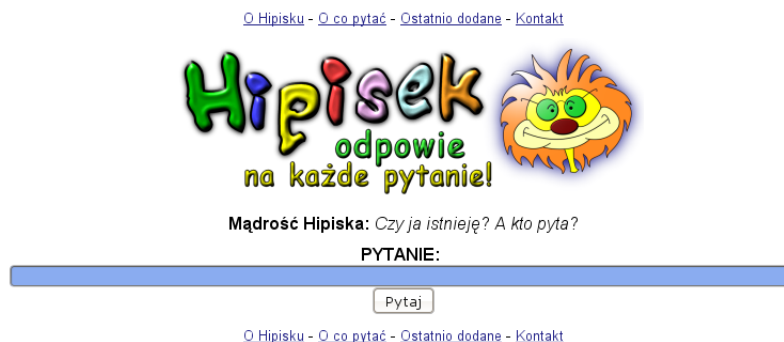 O Hipisku - O co pytać - Ostatnio dodane - Kontakt
Hipisek
odpowie
na każde pytanie!
Mądrość Hipiska: Czy ja istnieję? A kto pyta?
PYTANIE:
Pytaj
O Hipisku - O co pytać - Ostatnio dodane - Kontakt